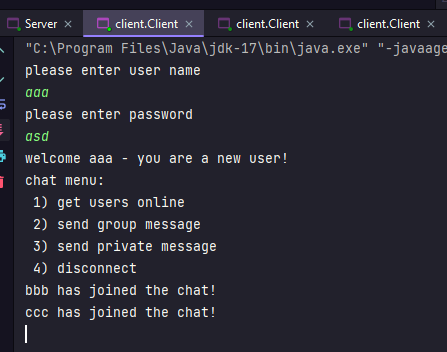 Server client.Client client.Client client.Client
"C:\Program Files\Java\jdk-17\bin\java.exe" "-javaage
please enter user name
aaa
please enter password
asd
welcome aaa - you are a new user!
chat menu:
1) get users online
2) send group message
3) send private message
4) disconnect
bbb has joined the chat!
ccc has joined the chat!